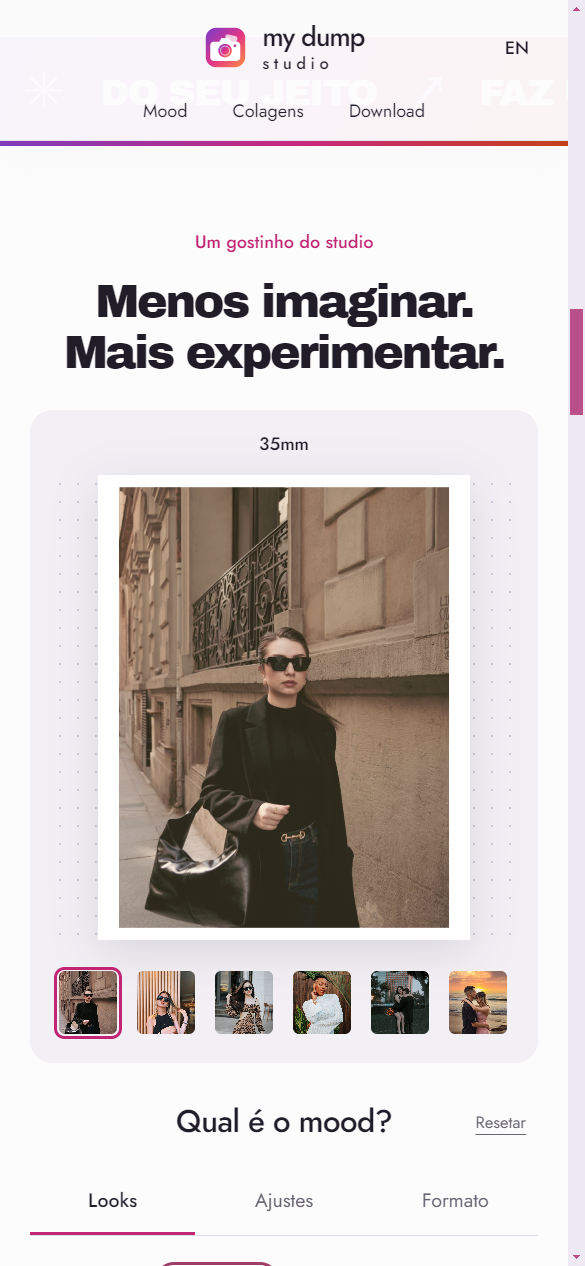 my dump
studio
EN
DO SEU JEITO ↗ FAZ
Mood Colagens Download
Um gostinho do studio
Menos imaginar.
Mais experimentar.
35mm
Qual é o mood?
Resetar
Looks Ajustes Formato